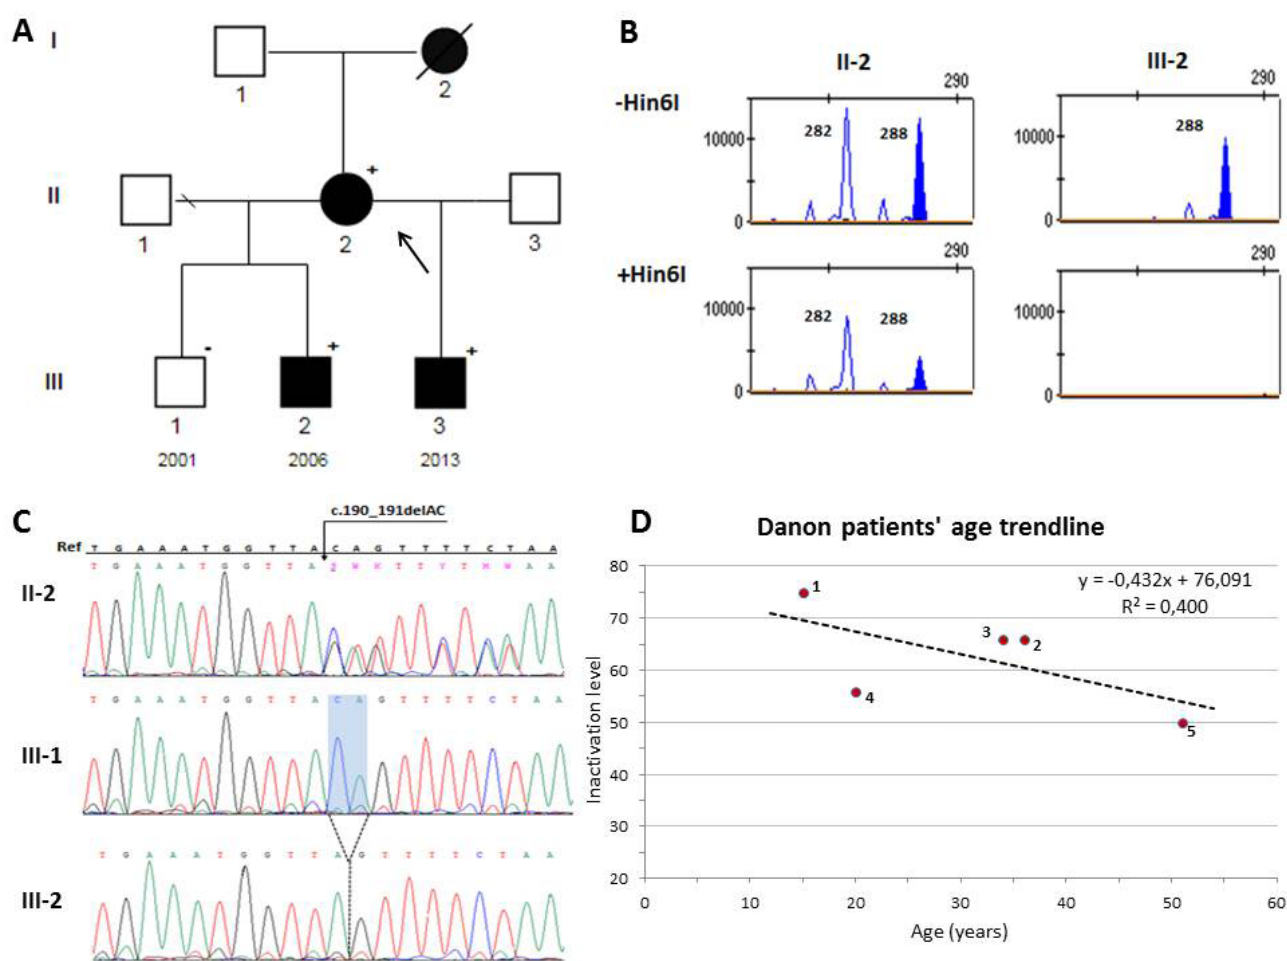 A
I
1
2
+
II
1
2
3
-
+
+
III
1
2
3
2001
2006
2013
B
II-2
III-2
290
290
-Hin6I
10000
282
288
0
10000
288
0
290
290
+Hin6I
10000
282
288
0
10000
0
C
c.190_191delAC
Ref T G A A A T G G T T A C A G T T T T C T A A
T G A A A T G G T T A 2 W K T T Y T M W A A
II-2
T G A A A T G G T T A C A G T T T T C T A A
III-1
T G A A A T G G T T A G T T T T C T A A
III-2
D
Danon patients' age trendline
y = -0,432x + 76,091
R² = 0,400
80
70
60
50
40
30
20
Inactivation level
1
3
2
4
5
0
10
20
30
40
50
60
Age (years)